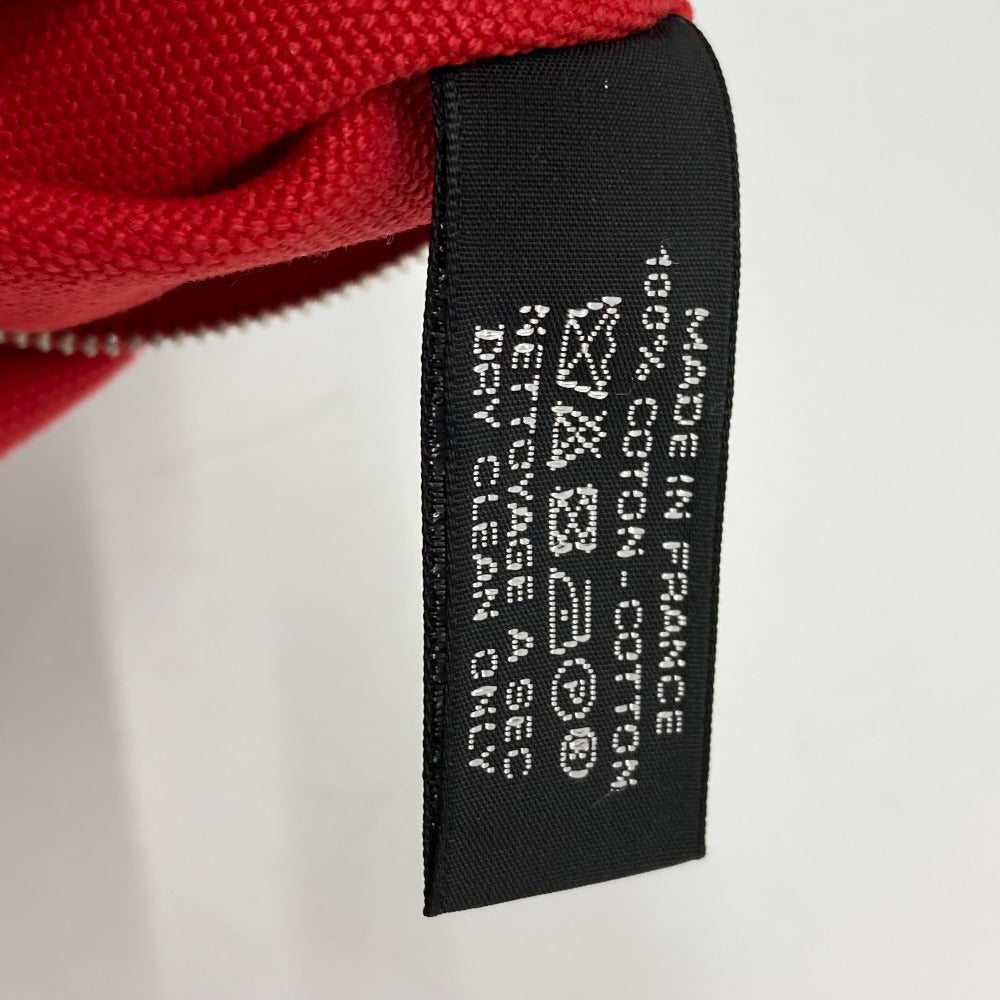 MADE IN FRANCE
100% COTON - COTTON
P
NETTOYAGE A SEC
DRY CLEAN ONLY